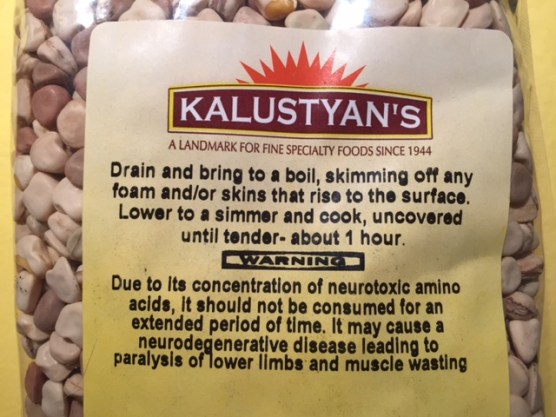 KALUSTYAN'S
A LANDMARK FOR FINE SPECIALTY FOODS SINCE 1944
Drain and bring to a boil, skimming off any
foam and/or skins that rise to the surface.
Lower to a simmer and cook, uncovered
until tender- about 1 hour.
WARNING
Due to its concentration of neurotoxic amino
acids, it should not be consumed for an
extended period of time. It may cause a
neurodegenerative disease leading to
paralysis of lower limbs and muscle wasting